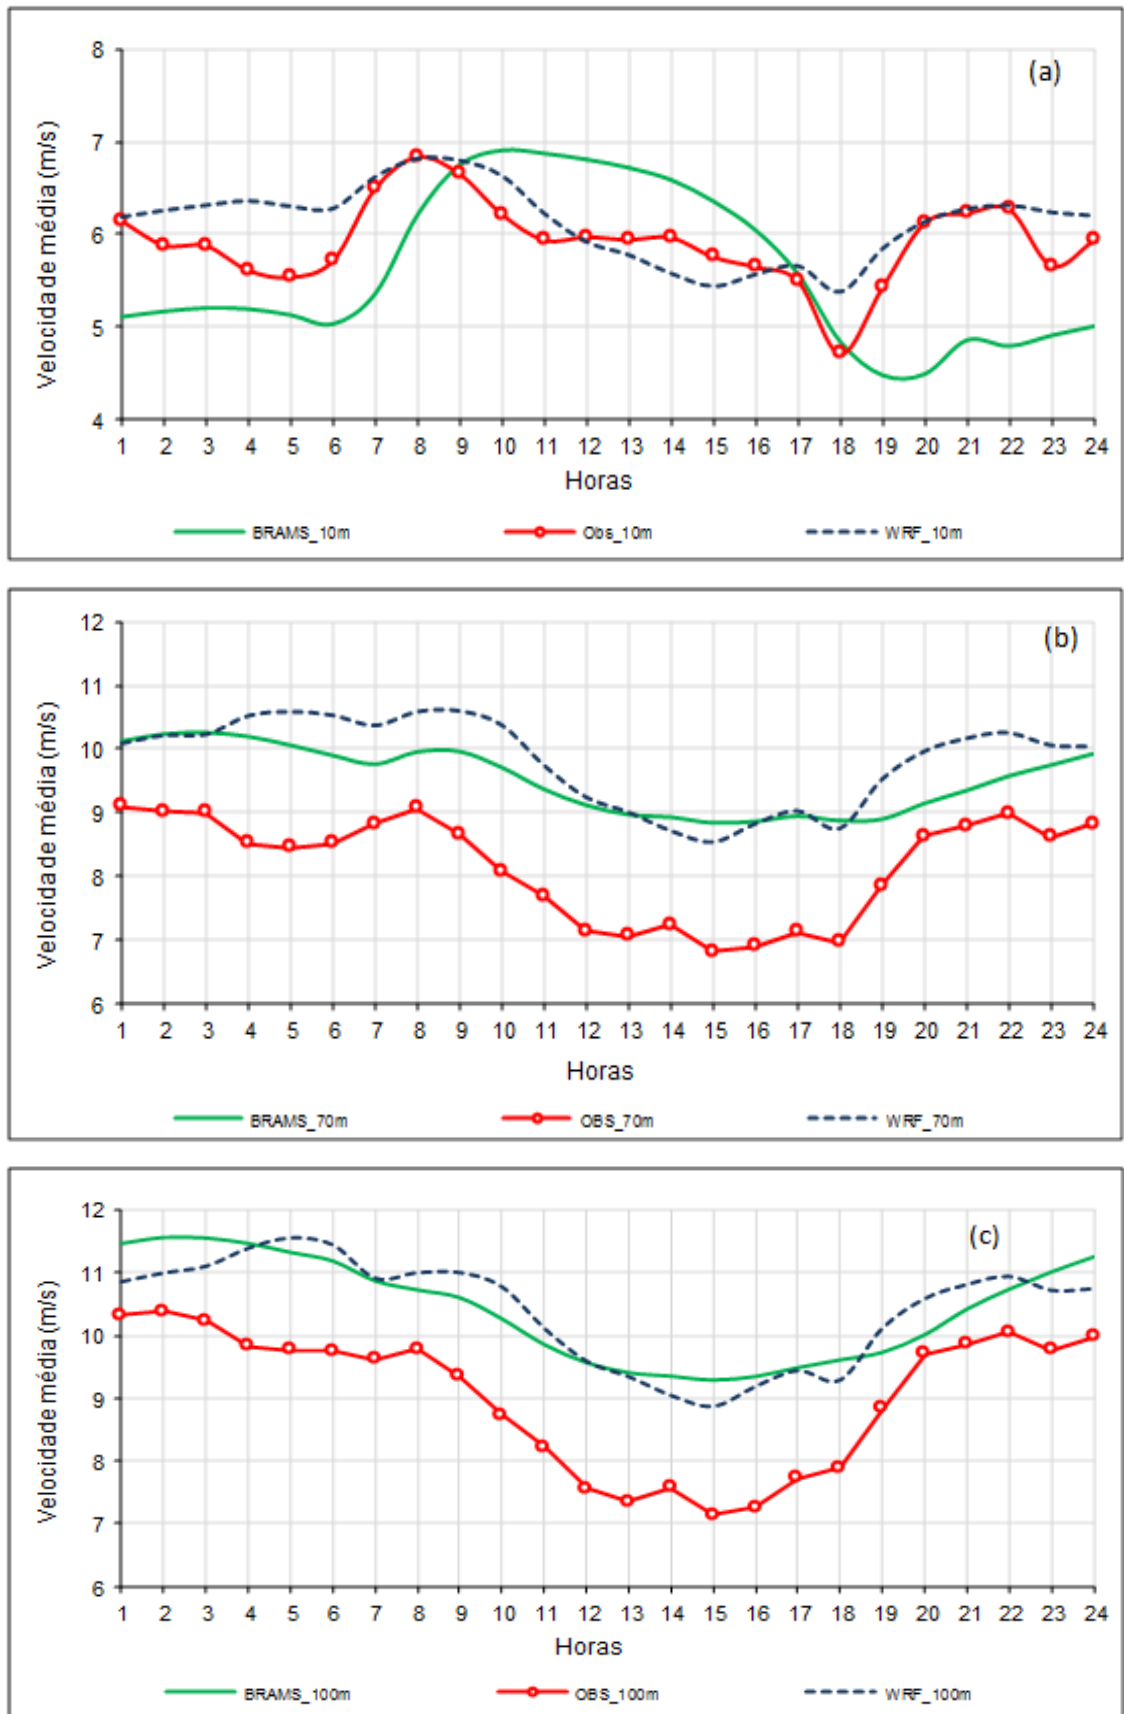 (a)
Velocidade média (m/s)
8
7
6
5
4
1 2 3 4 5 6 7 8 9 10 11 12 13 14 15 16 17 18 19 20 21 22 23 24
Horas
BRAMS_10m Obs_10m WRF_10m
(b)
Velocidade média (m/s)
12
11
10
9
8
7
6
1 2 3 4 5 6 7 8 9 10 11 12 13 14 15 16 17 18 19 20 21 22 23 24
Horas
BRAMS_70m OBS_70m WRF_70m
(c)
Velocidade média (m/s)
12
11
10
9
8
7
6
1 2 3 4 5 6 7 8 9 10 11 12 13 14 15 16 17 18 19 20 21 22 23 24
Horas
BRAMS_100m OBS_100m WRF_100m